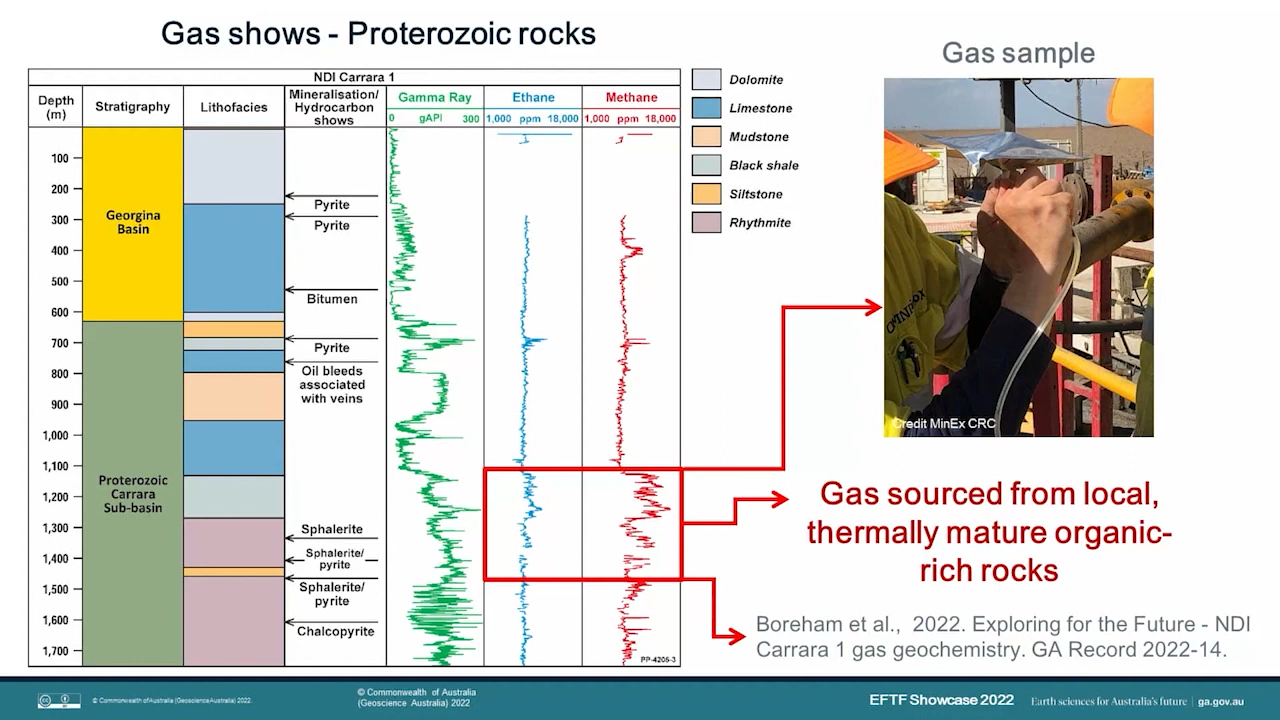 Gas shows - Proterozoic rocks
NDI Carrara 1
Depth
(m)
Stratigraphy
Lithofacies
Mineralisation/
Hydrocarbon
shows
Gamma Ray
0 gAPI 300
Ethane
1,000 ppm 18,000
Methane
1,000 ppm 18,000
100
200
300
400
500
600
700
800
900
1,000
1,100
1,200
1,300
1,400
1,500
1,600
1,700
Georgina
Basin
Proterozoic
Carrara
Sub-basin
Pyrite
Pyrite
Bitumen
Pyrite
Oil bleeds
associated
with veins
Sphalerite
Sphalerite/
pyrite
Sphalerite/
pyrite
Chalcopyrite
PP-4205-3
Dolomite
Limestone
Mudstone
Black shale
Siltstone
Rhythmite
Gas sample
Credit MinEx CRC
Gas sourced from local,
thermally mature organic-
rich rocks
Boreham et al., 2022. Exploring for the Future - NDI
Carrara 1 gas geochemistry. GA Record 2022-14.
© Commonwealth of Australia (Geoscience Australia) 2022.
© Commonwealth of Australia
(Geoscience Australia) 2022
EFTF Showcase 2022
Earth sciences for Australia's future | ga.gov.au